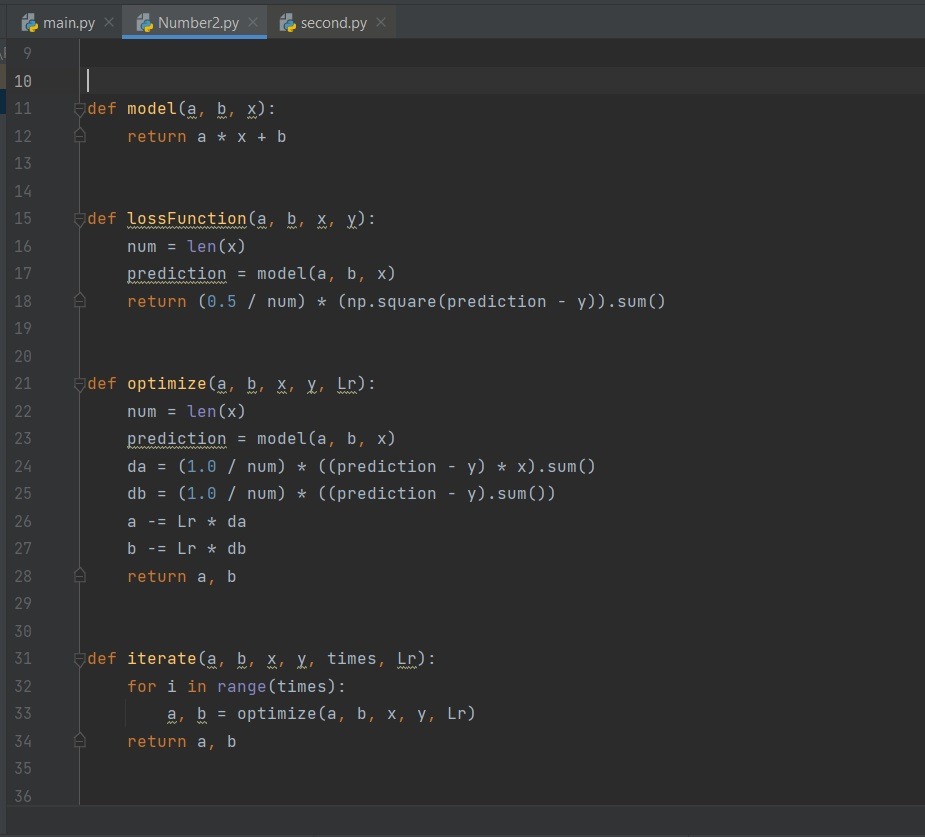 main.py Number2.py second.py
9
10
11 def model(a, b, x):
12     return a * x + b
13
14
15 def lossFunction(a, b, x, y):
16     num = len(x)
17     prediction = model(a, b, x)
18     return (0.5 / num) * (np.square(prediction - y)).sum()
19
20
21 def optimize(a, b, x, y, Lr):
22     num = len(x)
23     prediction = model(a, b, x)
24     da = (1.0 / num) * ((prediction - y) * x).sum()
25     db = (1.0 / num) * ((prediction - y).sum())
26     a -= Lr * da
27     b -= Lr * db
28     return a, b
29
30
31 def iterate(a, b, x, y, times, Lr):
32     for i in range(times):
33         a, b = optimize(a, b, x, y, Lr)
34     return a, b
35
36